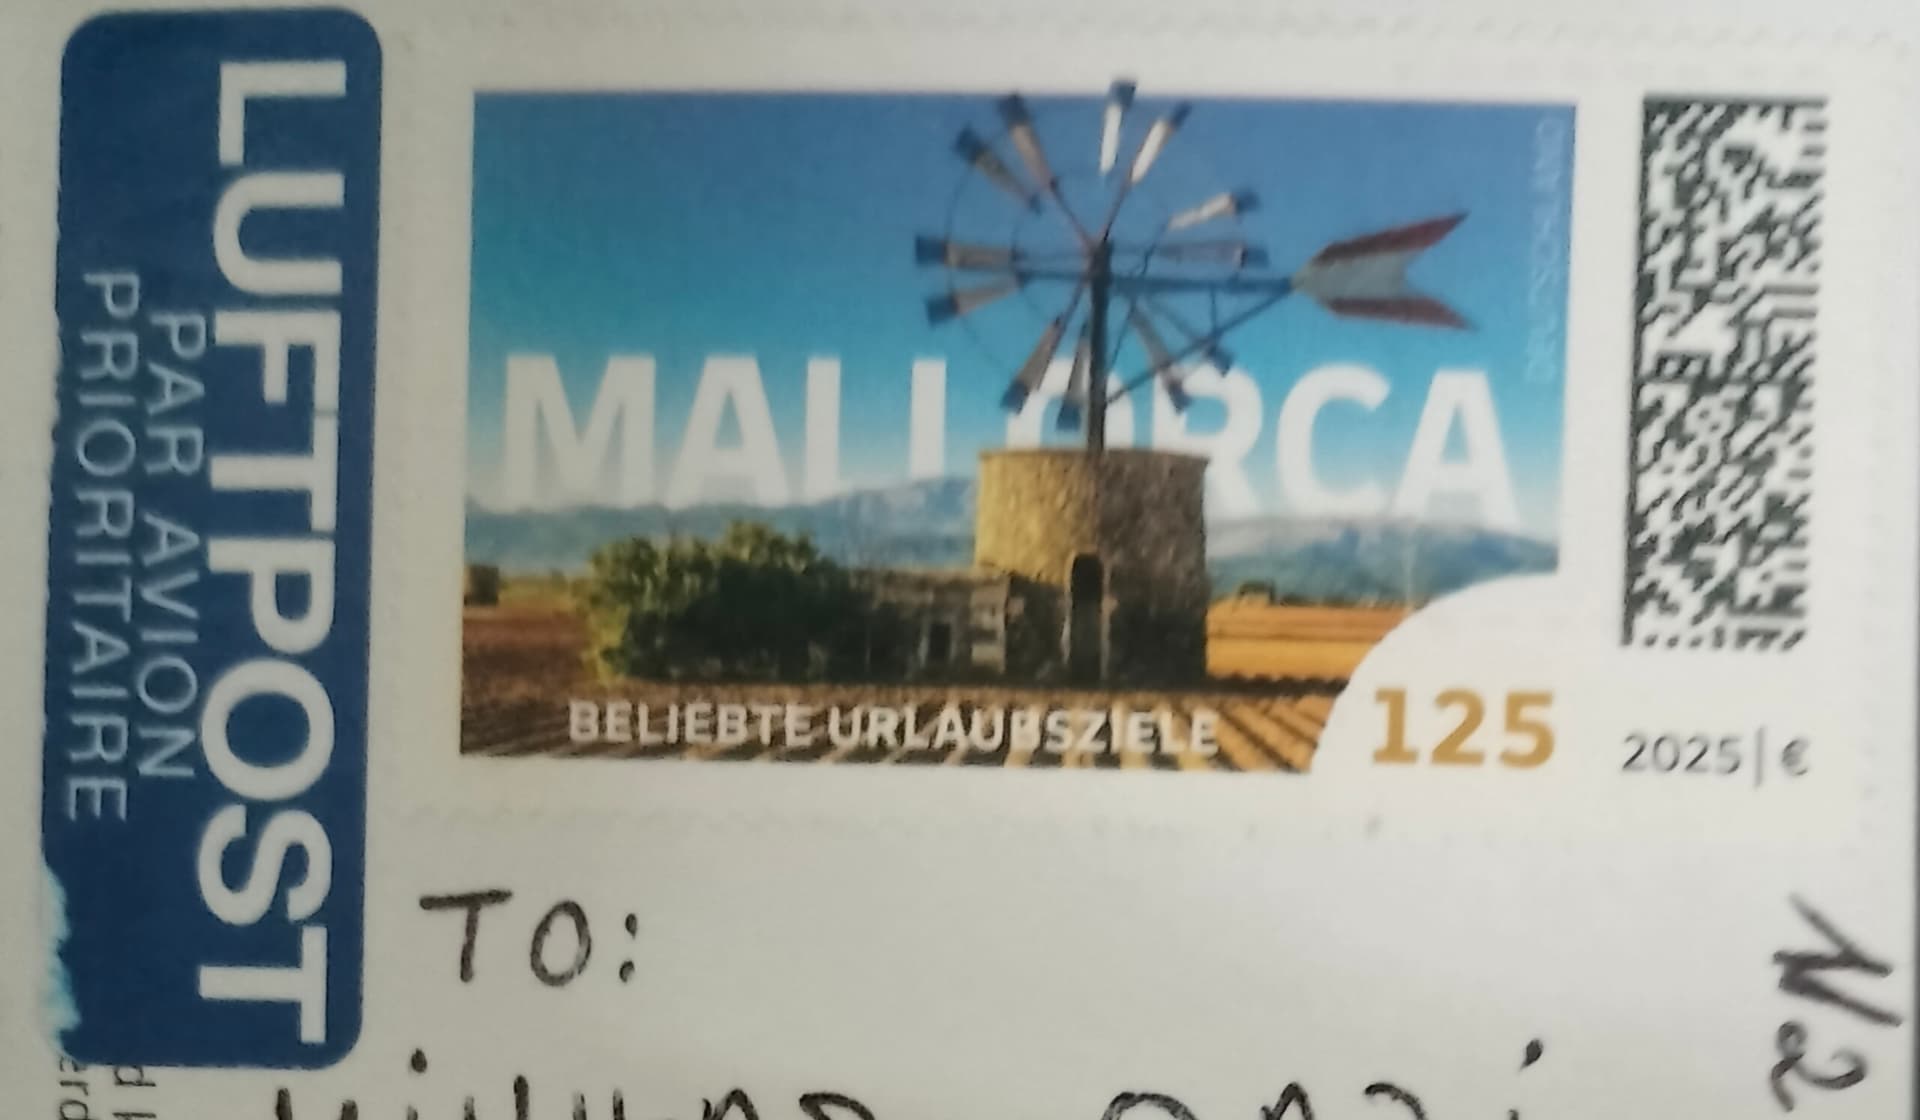 LUFTPOST
PAR AVION
PRIORITAIRE
MALLORCA
BELIEBTE URLAUBSZIELE
125
2025 | €
TO: